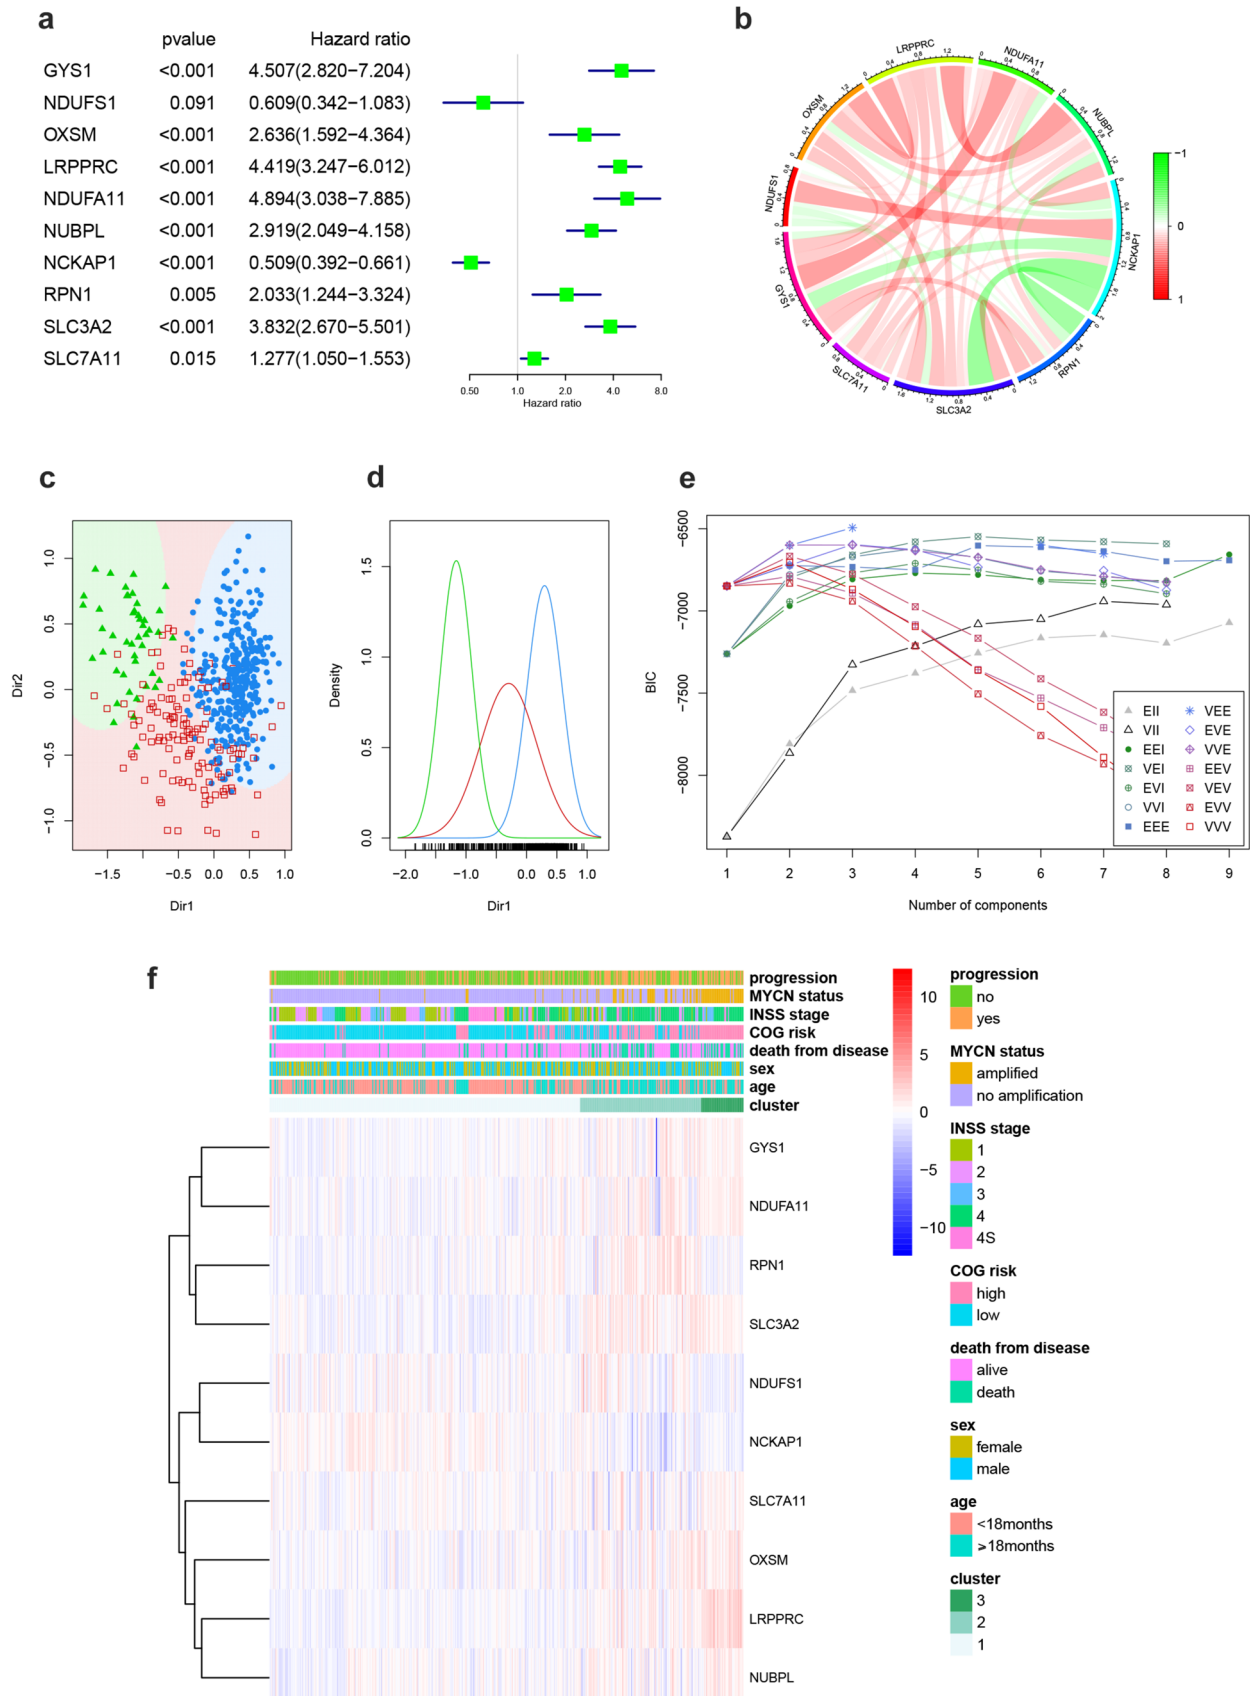 a
pvalue Hazard ratio
GYS1 <0.001 4.507(2.820−7.204)
NDUFS1 0.091 0.609(0.342−1.083)
OXSM <0.001 2.636(1.592−4.364)
LRPPRC <0.001 4.419(3.247−6.012)
NDUFA11 <0.001 4.894(3.038−7.885)
NUBPL <0.001 2.919(2.049−4.158)
NCKAP1 <0.001 0.509(0.392−0.661)
RPN1 0.005 2.033(1.244−3.324)
SLC3A2 <0.001 3.832(2.670−5.501)
SLC7A11 0.015 1.277(1.050−1.553)
0.50 1.0 2.0 4.0 8.0
Hazard ratio
b
LRPPRC
NDUFA11
NUBPL
NCKAP1
RPN1
SLC3A2
SLC7A11
GYS1
NDUFS1
OXSM
−1
0
1
c
Dir2
1.0
0.5
0.0
−0.5
−1.0
−1.5 −0.5 0.0 0.5 1.0
Dir1
d
Density
1.5
1.0
0.5
0.0
−2.0 −1.0 0.0 0.5 1.0
Dir1
e
BIC
−6500
−7000
−7500
−8000
1 2 3 4 5 6 7 8 9
Number of components
EII VEE
VII EVE
EEI VVE
VEI EEV
EVI VEV
VVI EVV
EEE VVV
f
progression
MYCN status
INSS stage
COG risk
death from disease
sex
age
cluster
GYS1
NDUFA11
RPN1
SLC3A2
NDUFS1
NCKAP1
SLC7A11
OXSM
LRPPRC
NUBPL
10
5
0
−5
−10
progression
no
yes
MYCN status
amplified
no amplification
INSS stage
1
2
3
4
4S
COG risk
high
low
death from disease
alive
death
sex
female
male
age
<18months
⩾18months
cluster
3
2
1